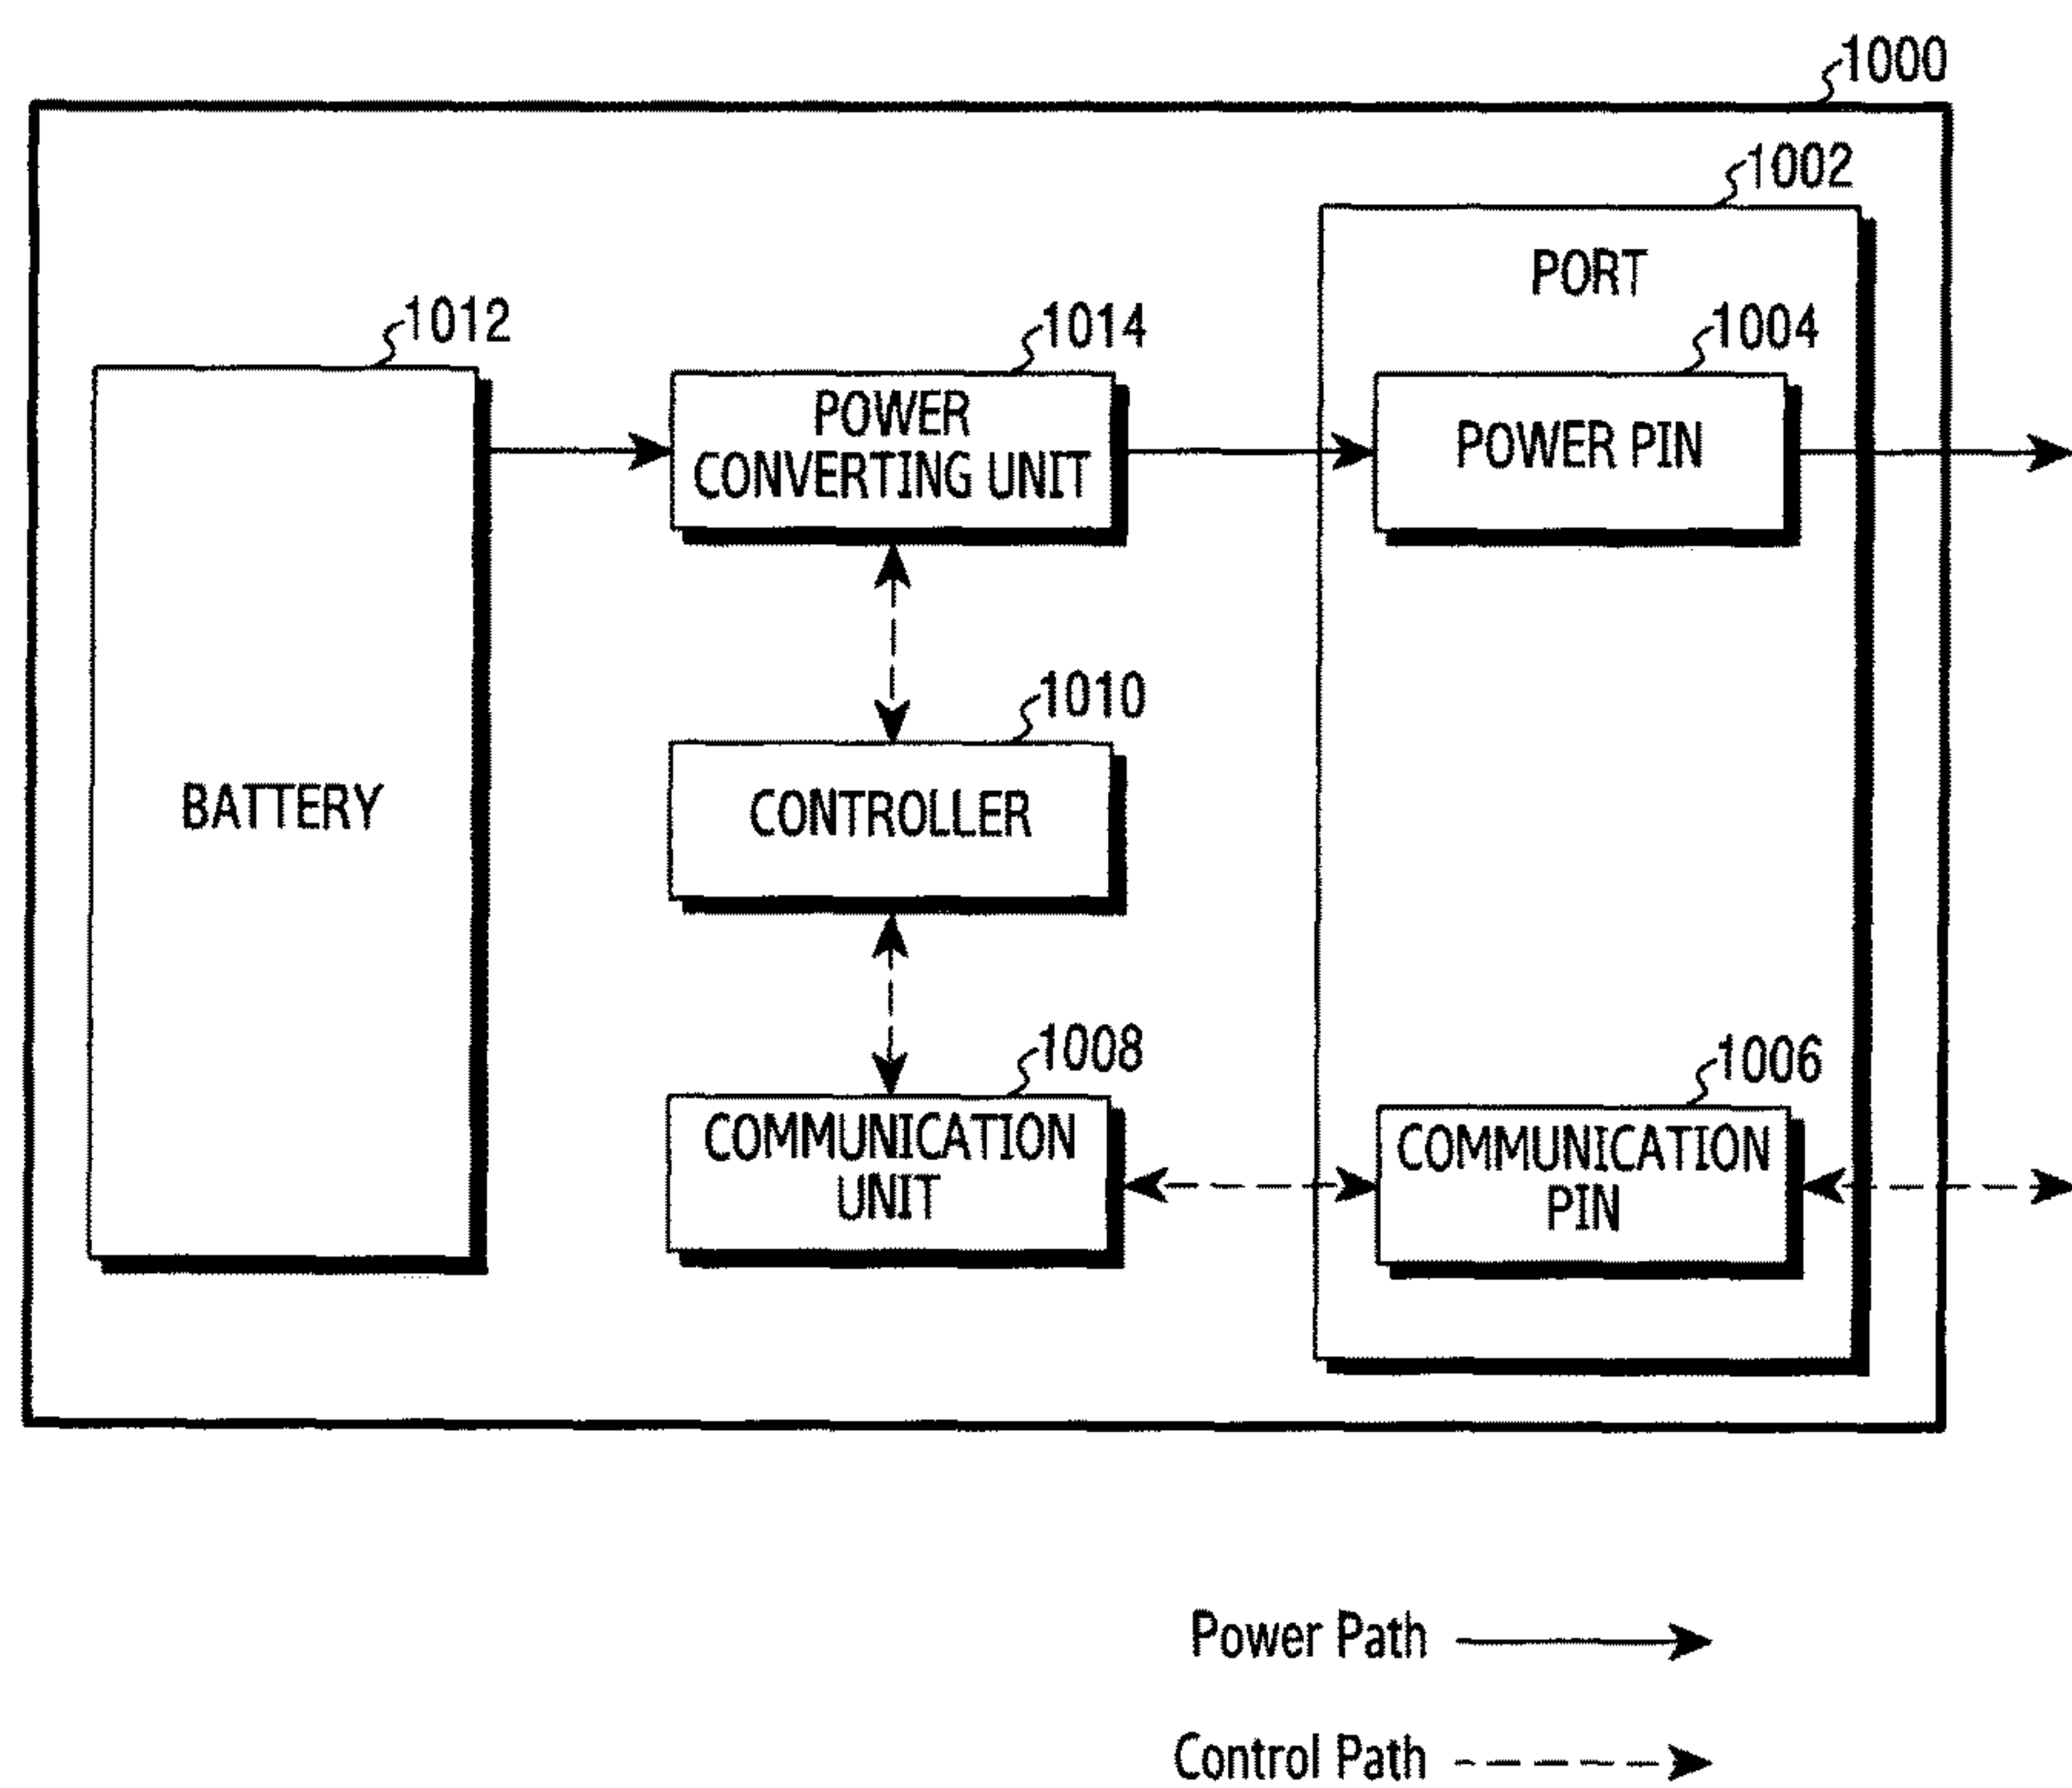 1000
1002
PORT
1012
1014
1004
POWER
CONVERTING UNIT
POWER PIN
1010
BATTERY
CONTROLLER
1008
1006
COMMUNICATION
UNIT
COMMUNICATION
PIN
Power Path
Control Path